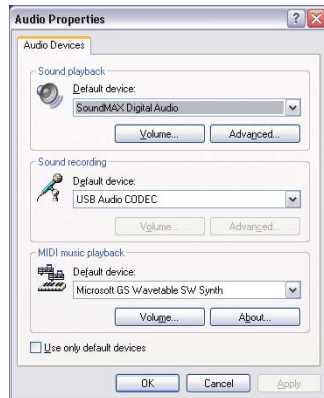 Audio Properties
Audio Devices
Sound playback
Default device:
SoundMAX Digital Audio
Volume...
Advanced...
Sound recording
Default device:
USB Audio CODEC
Volume...
Advanced...
MIDI music playback
Default device:
Microsoft GS Wavetable SW Synth
Volume...
About...
Use only default devices
OK
Cancel
Apply